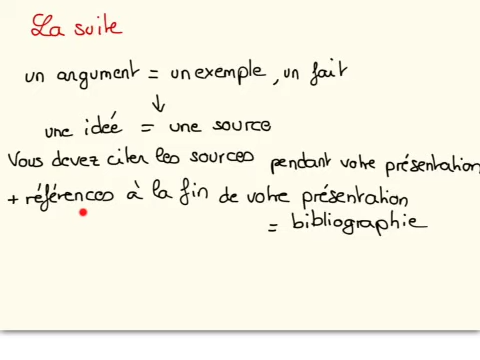 La suite
un argument = un exemple, un fait
↓
une idée = une source
Vous devez citer les sources pendant votre présentation
+ références à la fin de votre présentation
= bibliographie